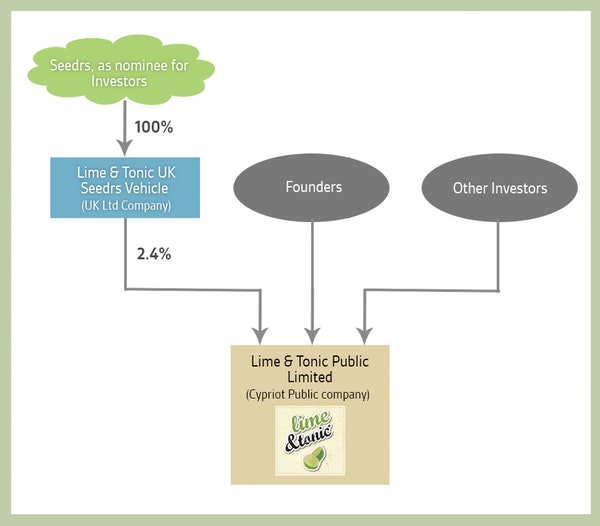 Seedrs, as nominee for
Investors
100%
Lime & Tonic UK
Seedrs Vehicle
(UK Ltd Company)
Founders
Other Investors
2.4%
Lime & Tonic Public
Limited
(Cypriot Public company)
lime
&tonic